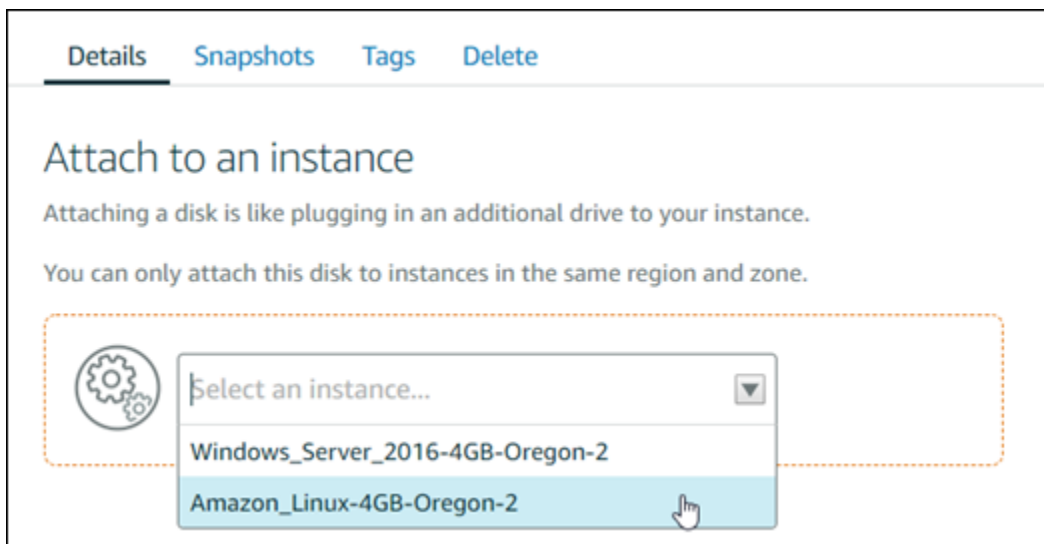 Details Snapshots Tags Delete
Attach to an instance
Attaching a disk is like plugging in an additional drive to your instance.
You can only attach this disk to instances in the same region and zone.
Select an instance...
Windows_Server_2016-4GB-Oregon-2
Amazon_Linux-4GB-Oregon-2